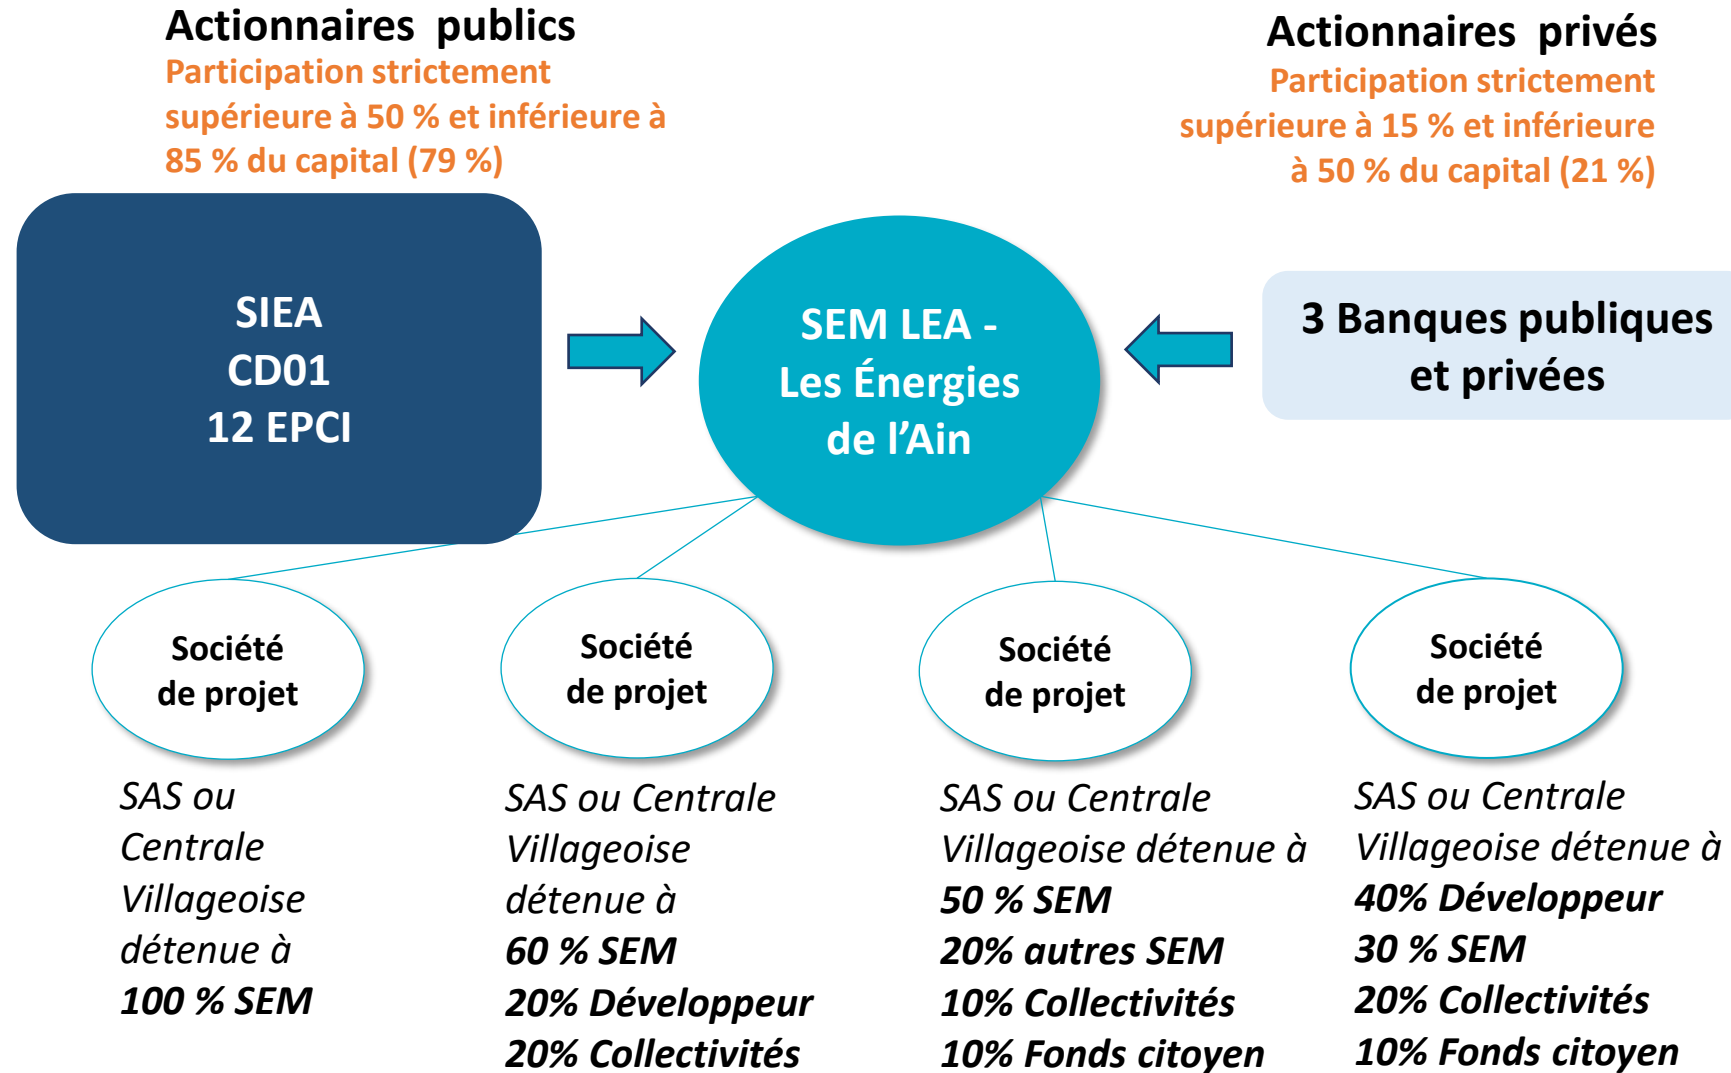 Actionnaires publics
Participation strictement
supérieure à 50 % et inférieure à
85 % du capital (79 %)
Actionnaires privés
Participation strictement
supérieure à 15 % et inférieure
à 50 % du capital (21 %)
SIEA
CD01
12 EPCI
SEM LEA -
Les Énergies
de l’Ain
3 Banques publiques
et privées
Société
de projet
Société
de projet
Société
de projet
Société
de projet
SAS ou
Centrale
Villageoise
détenue à
100 % SEM
SAS ou Centrale
Villageoise
détenue à
60 % SEM
20% Développeur
20% Collectivités
SAS ou Centrale
Villageoise détenue à
50 % SEM
20% autres SEM
10% Collectivités
10% Fonds citoyen
SAS ou Centrale
Villageoise détenue à
40% Développeur
30 % SEM
20% Collectivités
10% Fonds citoyen